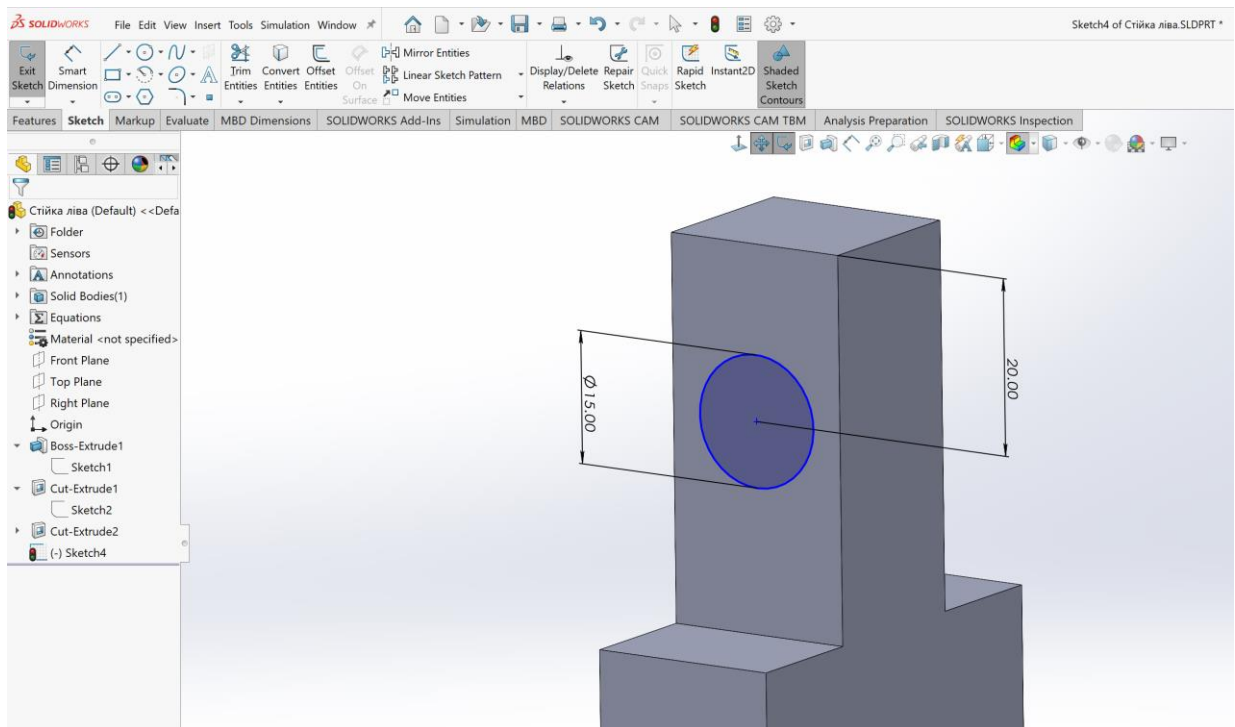 SOLIDWORKS File Edit View Insert Tools Simulation Window Sketch4 of Стійка ліва.SLDPRT *
Exit Sketch
Smart Dimension
Trim Entities
Convert Entities
Offset Entities
Offset On Surface
Mirror Entities
Linear Sketch Pattern
Move Entities
Display/Delete Relations
Repair Sketch
Quick Snaps
Rapid Sketch
Instant2D
Shaded Sketch Contours
Features Sketch Markup Evaluate MBD Dimensions SOLIDWORKS Add-Ins Simulation MBD SOLIDWORKS CAM SOLIDWORKS CAM TBM Analysis Preparation SOLIDWORKS Inspection
Стійка ліва (Default) <<Defa
Folder
Sensors
Annotations
Solid Bodies(1)
Equations
Material <not specified>
Front Plane
Top Plane
Right Plane
Origin
Boss-Extrude1
Sketch1
Cut-Extrude1
Sketch2
Cut-Extrude2
(-) Sketch4
Ø15.00
20.00